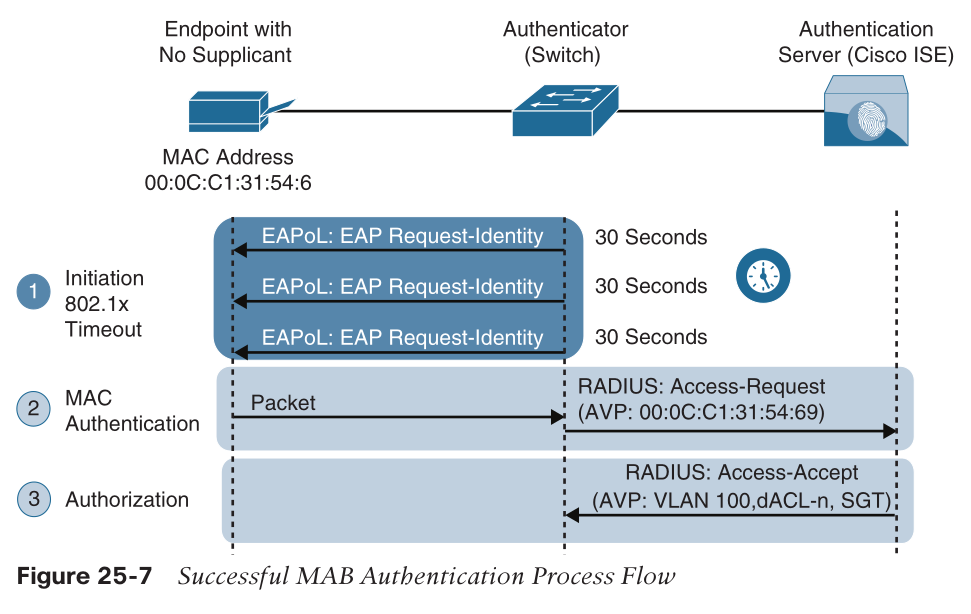 Endpoint with
No Supplicant
Authenticator
(Switch)
Authentication
Server (Cisco ISE)
MAC Address
00:0C:C1:31:54:6
1
Initiation
802.1x
Timeout
EAPoL: EAP Request-Identity
30 Seconds
EAPoL: EAP Request-Identity
30 Seconds
EAPoL: EAP Request-Identity
30 Seconds
2
MAC
Authentication
Packet
RADIUS: Access-Request
(AVP: 00:0C:C1:31:54:69)
3
Authorization
RADIUS: Access-Accept
(AVP: VLAN 100,dACL-n, SGT)
Figure 25-7 Successful MAB Authentication Process Flow